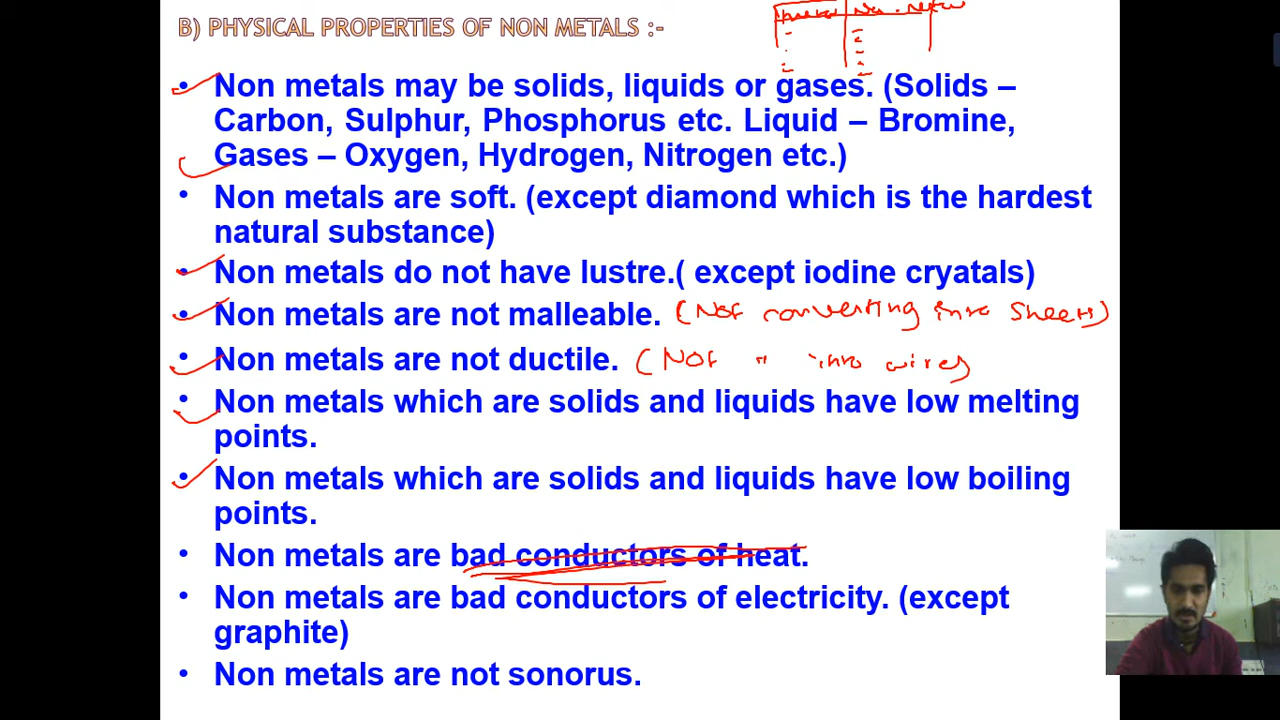 B) PHYSICAL PROPERTIES OF NON METALS :-
metal Non-metal
• Non metals may be solids, liquids or gases. (Solids –
Carbon, Sulphur, Phosphorus etc. Liquid – Bromine,
Gases – Oxygen, Hydrogen, Nitrogen etc.)
• Non metals are soft. (except diamond which is the hardest
natural substance)
• Non metals do not have lustre.( except iodine cryatals)
• Non metals are not malleable. (Not converting into sheets)
• Non metals are not ductile. (Not " into wires
• Non metals which are solids and liquids have low melting
points.
• Non metals which are solids and liquids have low boiling
points.
• Non metals are bad conductors of heat.
• Non metals are bad conductors of electricity. (except
graphite)
• Non metals are not sonorus.